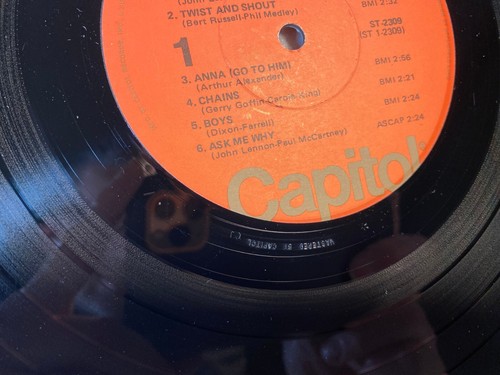 BMI 2:32
2. TWIST AND SHOUT
(Bert Russell-Phil Medley)
ST-2309
(ST 1-2309)
1
3. ANNA (GO TO HIM) BMI 2:56
(Arthur Alexander)
4. CHAINS BMI 2:21
(Gerry Goffin-Carole King)
5. BOYS BMI 2:24
(Dixon-Farrell)
6. ASK ME WHY ASCAP 2:24
(John Lennon-Paul McCartney)
Capitol
MASTERED BY CAPITOL